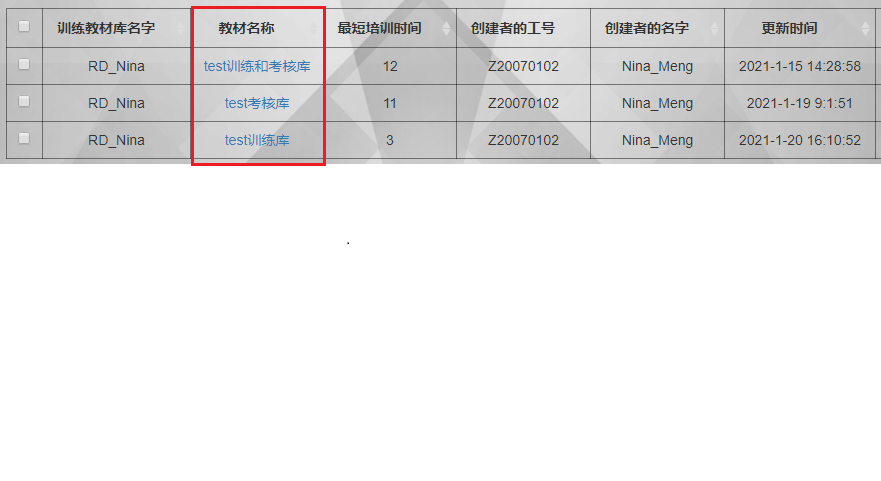 训练教材库名字 教材名称 最短培训时间 创建者的工号 创建者的名字 更新时间
RD_Nina test训练和考核库 12 Z20070102 Nina_Meng 2021-1-15 14:28:58
RD_Nina test考核库 11 Z20070102 Nina_Meng 2021-1-19 9:1:51
RD_Nina test训练库 3 Z20070102 Nina_Meng 2021-1-20 16:10:52
.